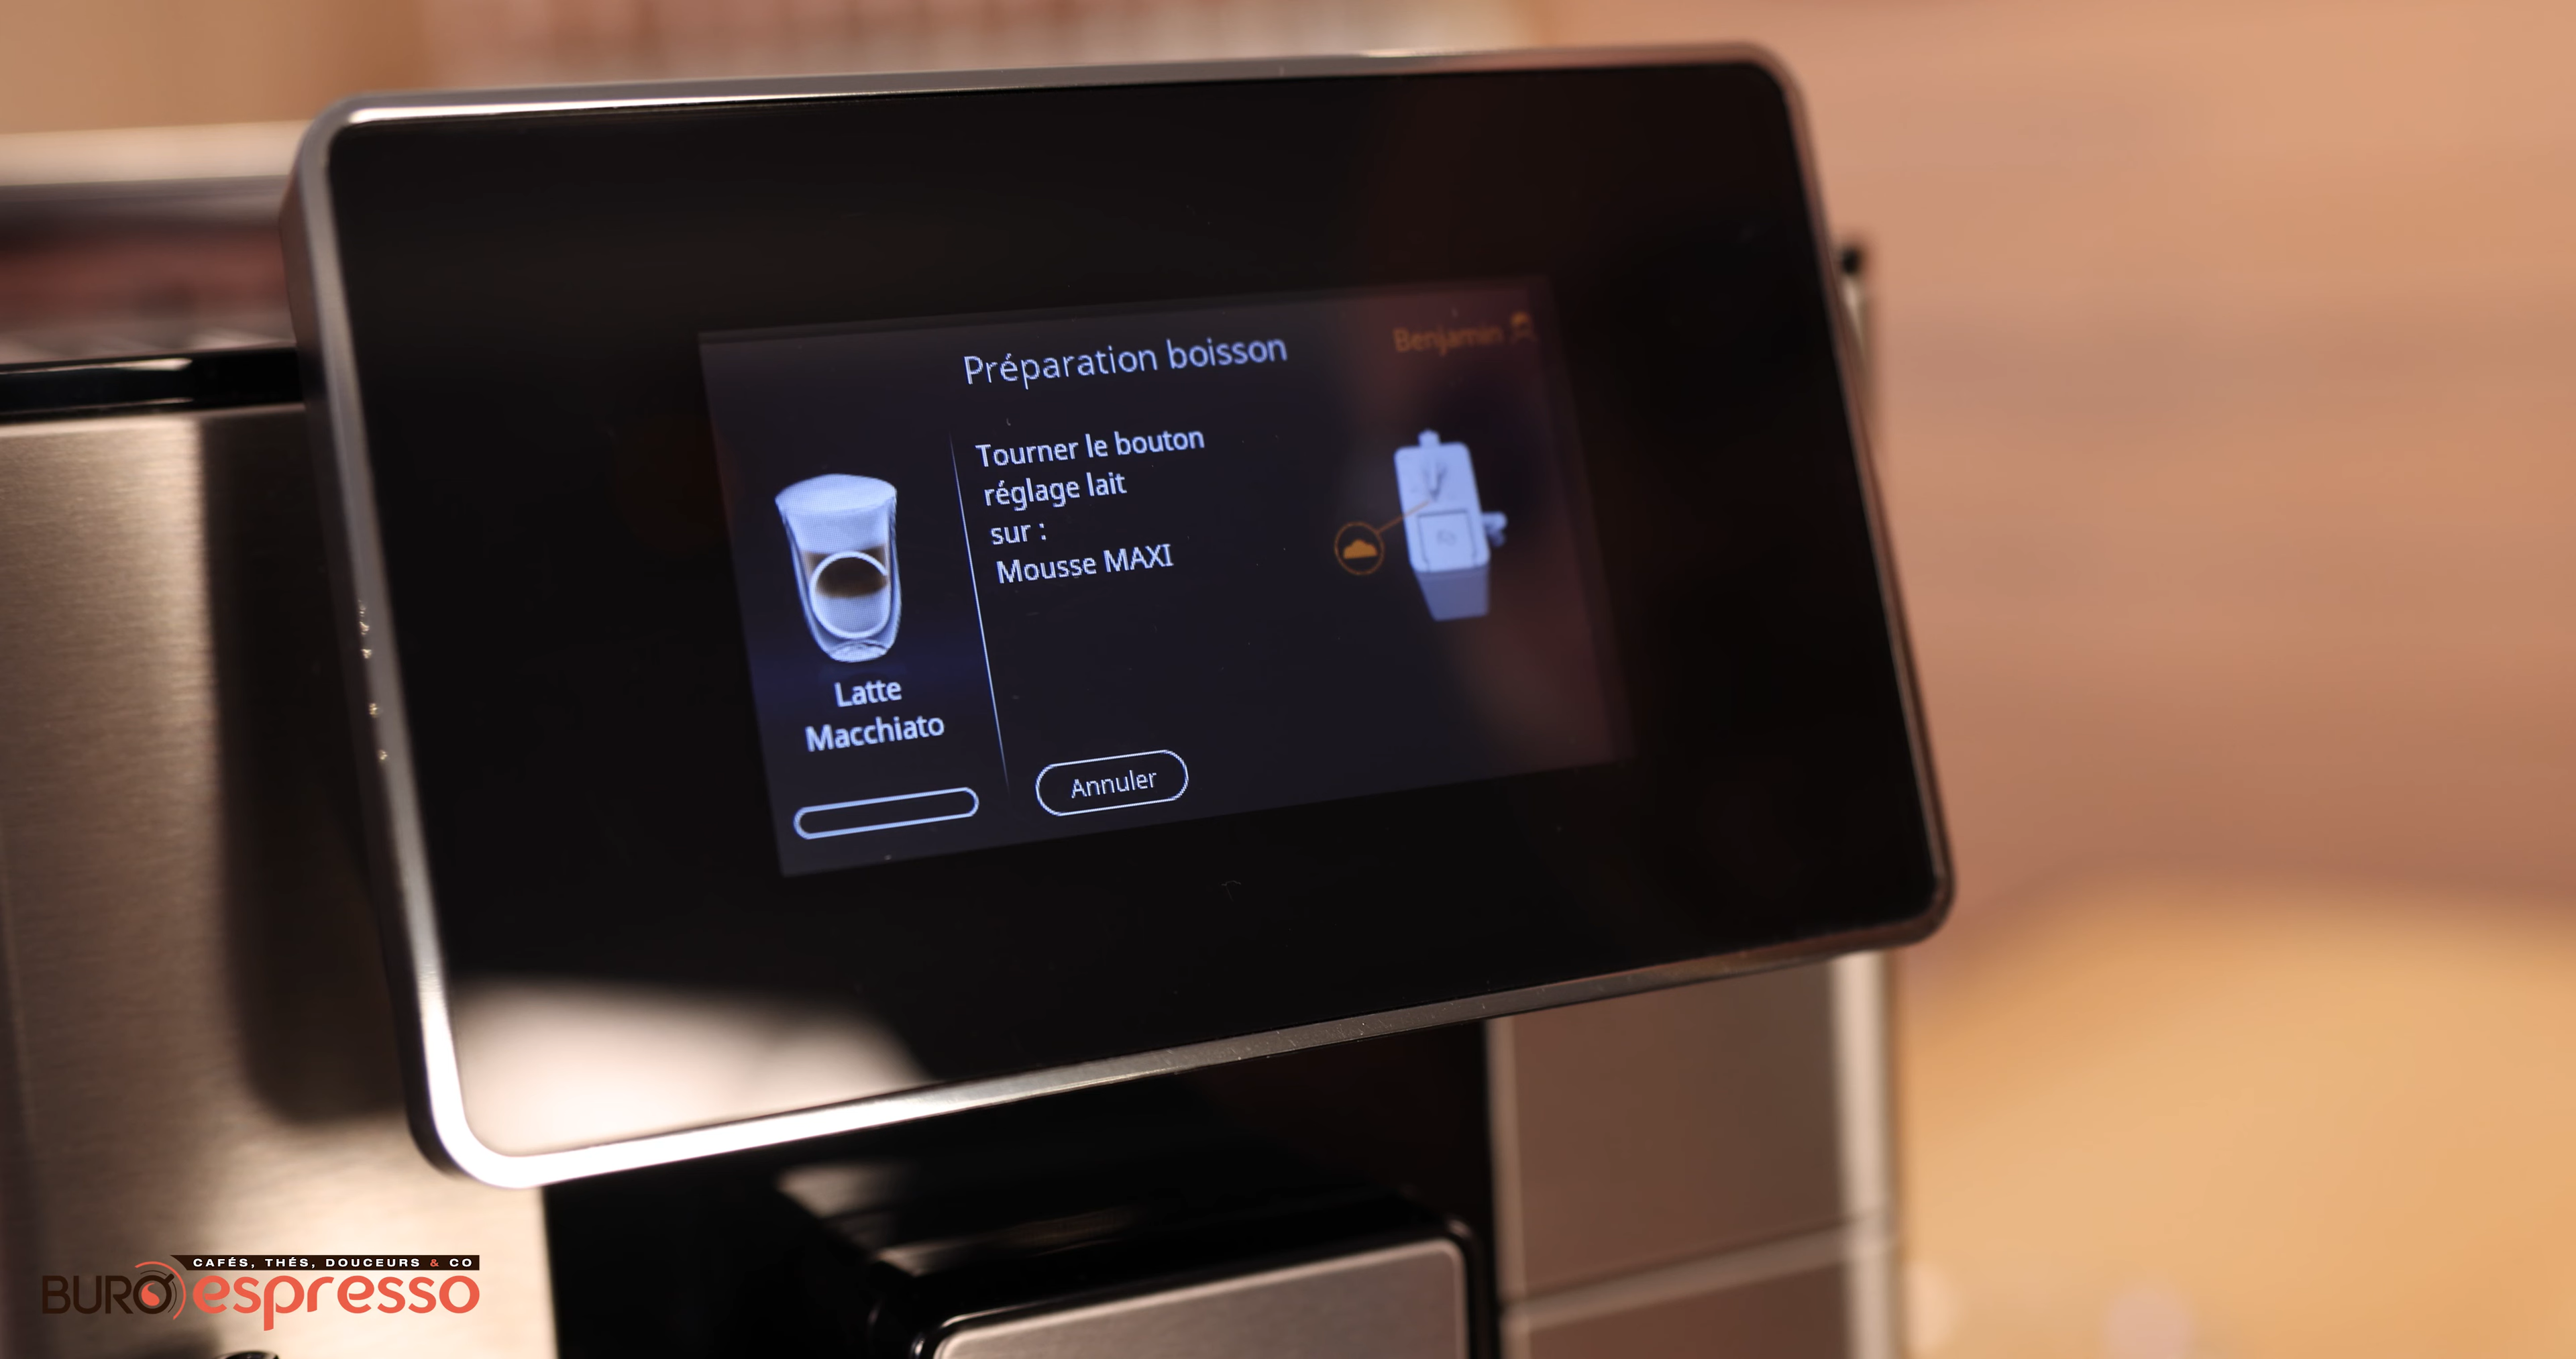 Préparation boisson
Benjamin
Tourner le bouton
réglage lait
sur :
Mousse MAXI
Latte
Macchiato
Annuler
CAFÉS, THÉS, DOUCEURS & CO
BURO espresso